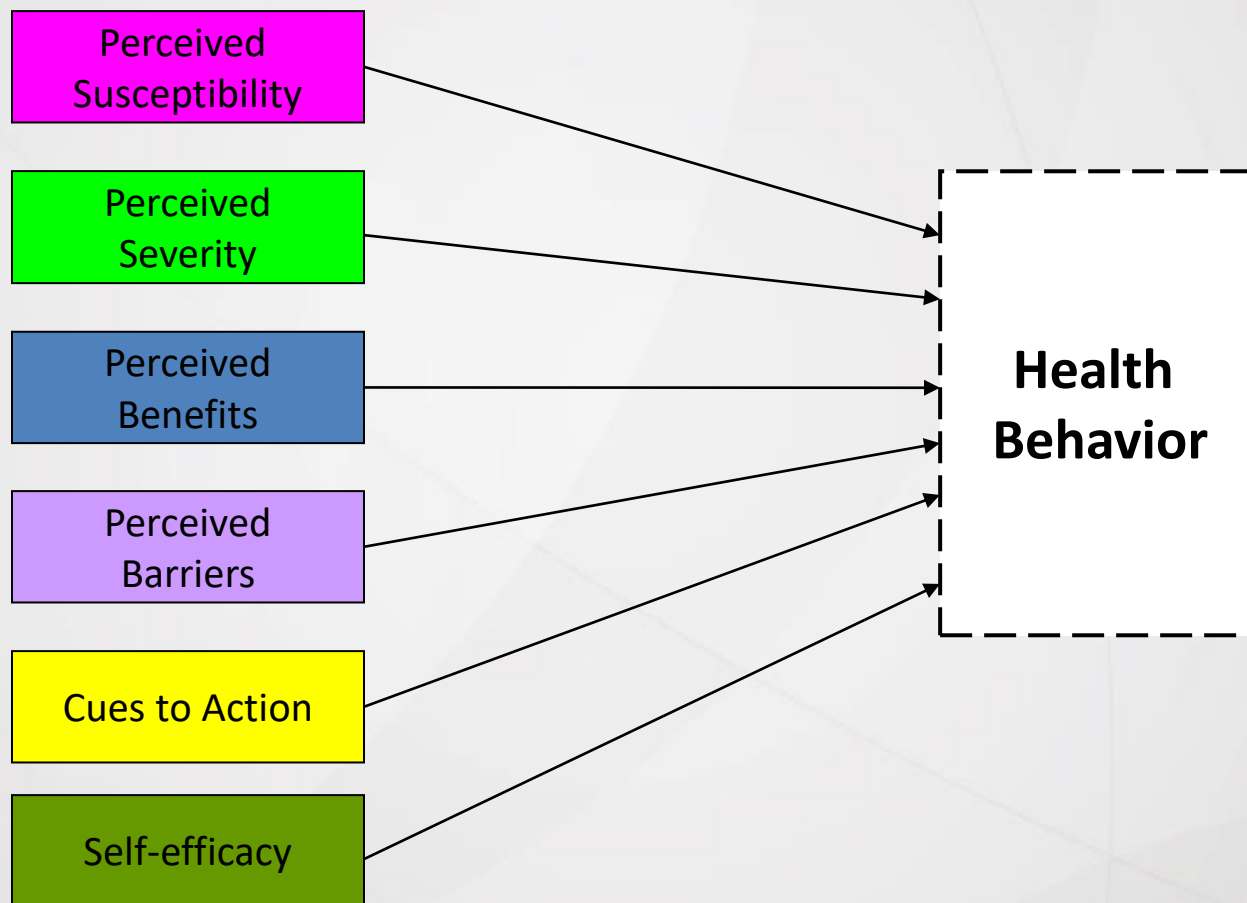 Perceived
Susceptibility
Perceived
Severity
Perceived
Benefits
Perceived
Barriers
Cues to Action
Self-efficacy
Health
Behavior